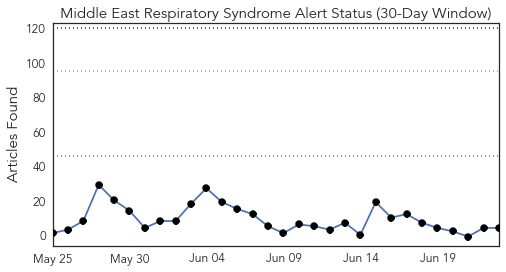 Middle East Respiratory Syndrome Alert Status (30-Day Window)
Articles Found
120
100
80
60
40
20
0
May 25 May 30 Jun 04 Jun 09 Jun 14 Jun 19